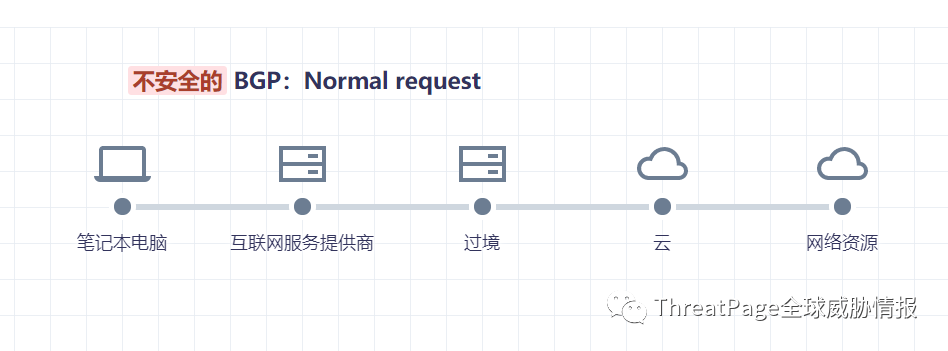 不安全的 BGP：Normal request
笔记本电脑 互联网服务提供商 过境 云 网络资源
ThreatPage全球威胁情报